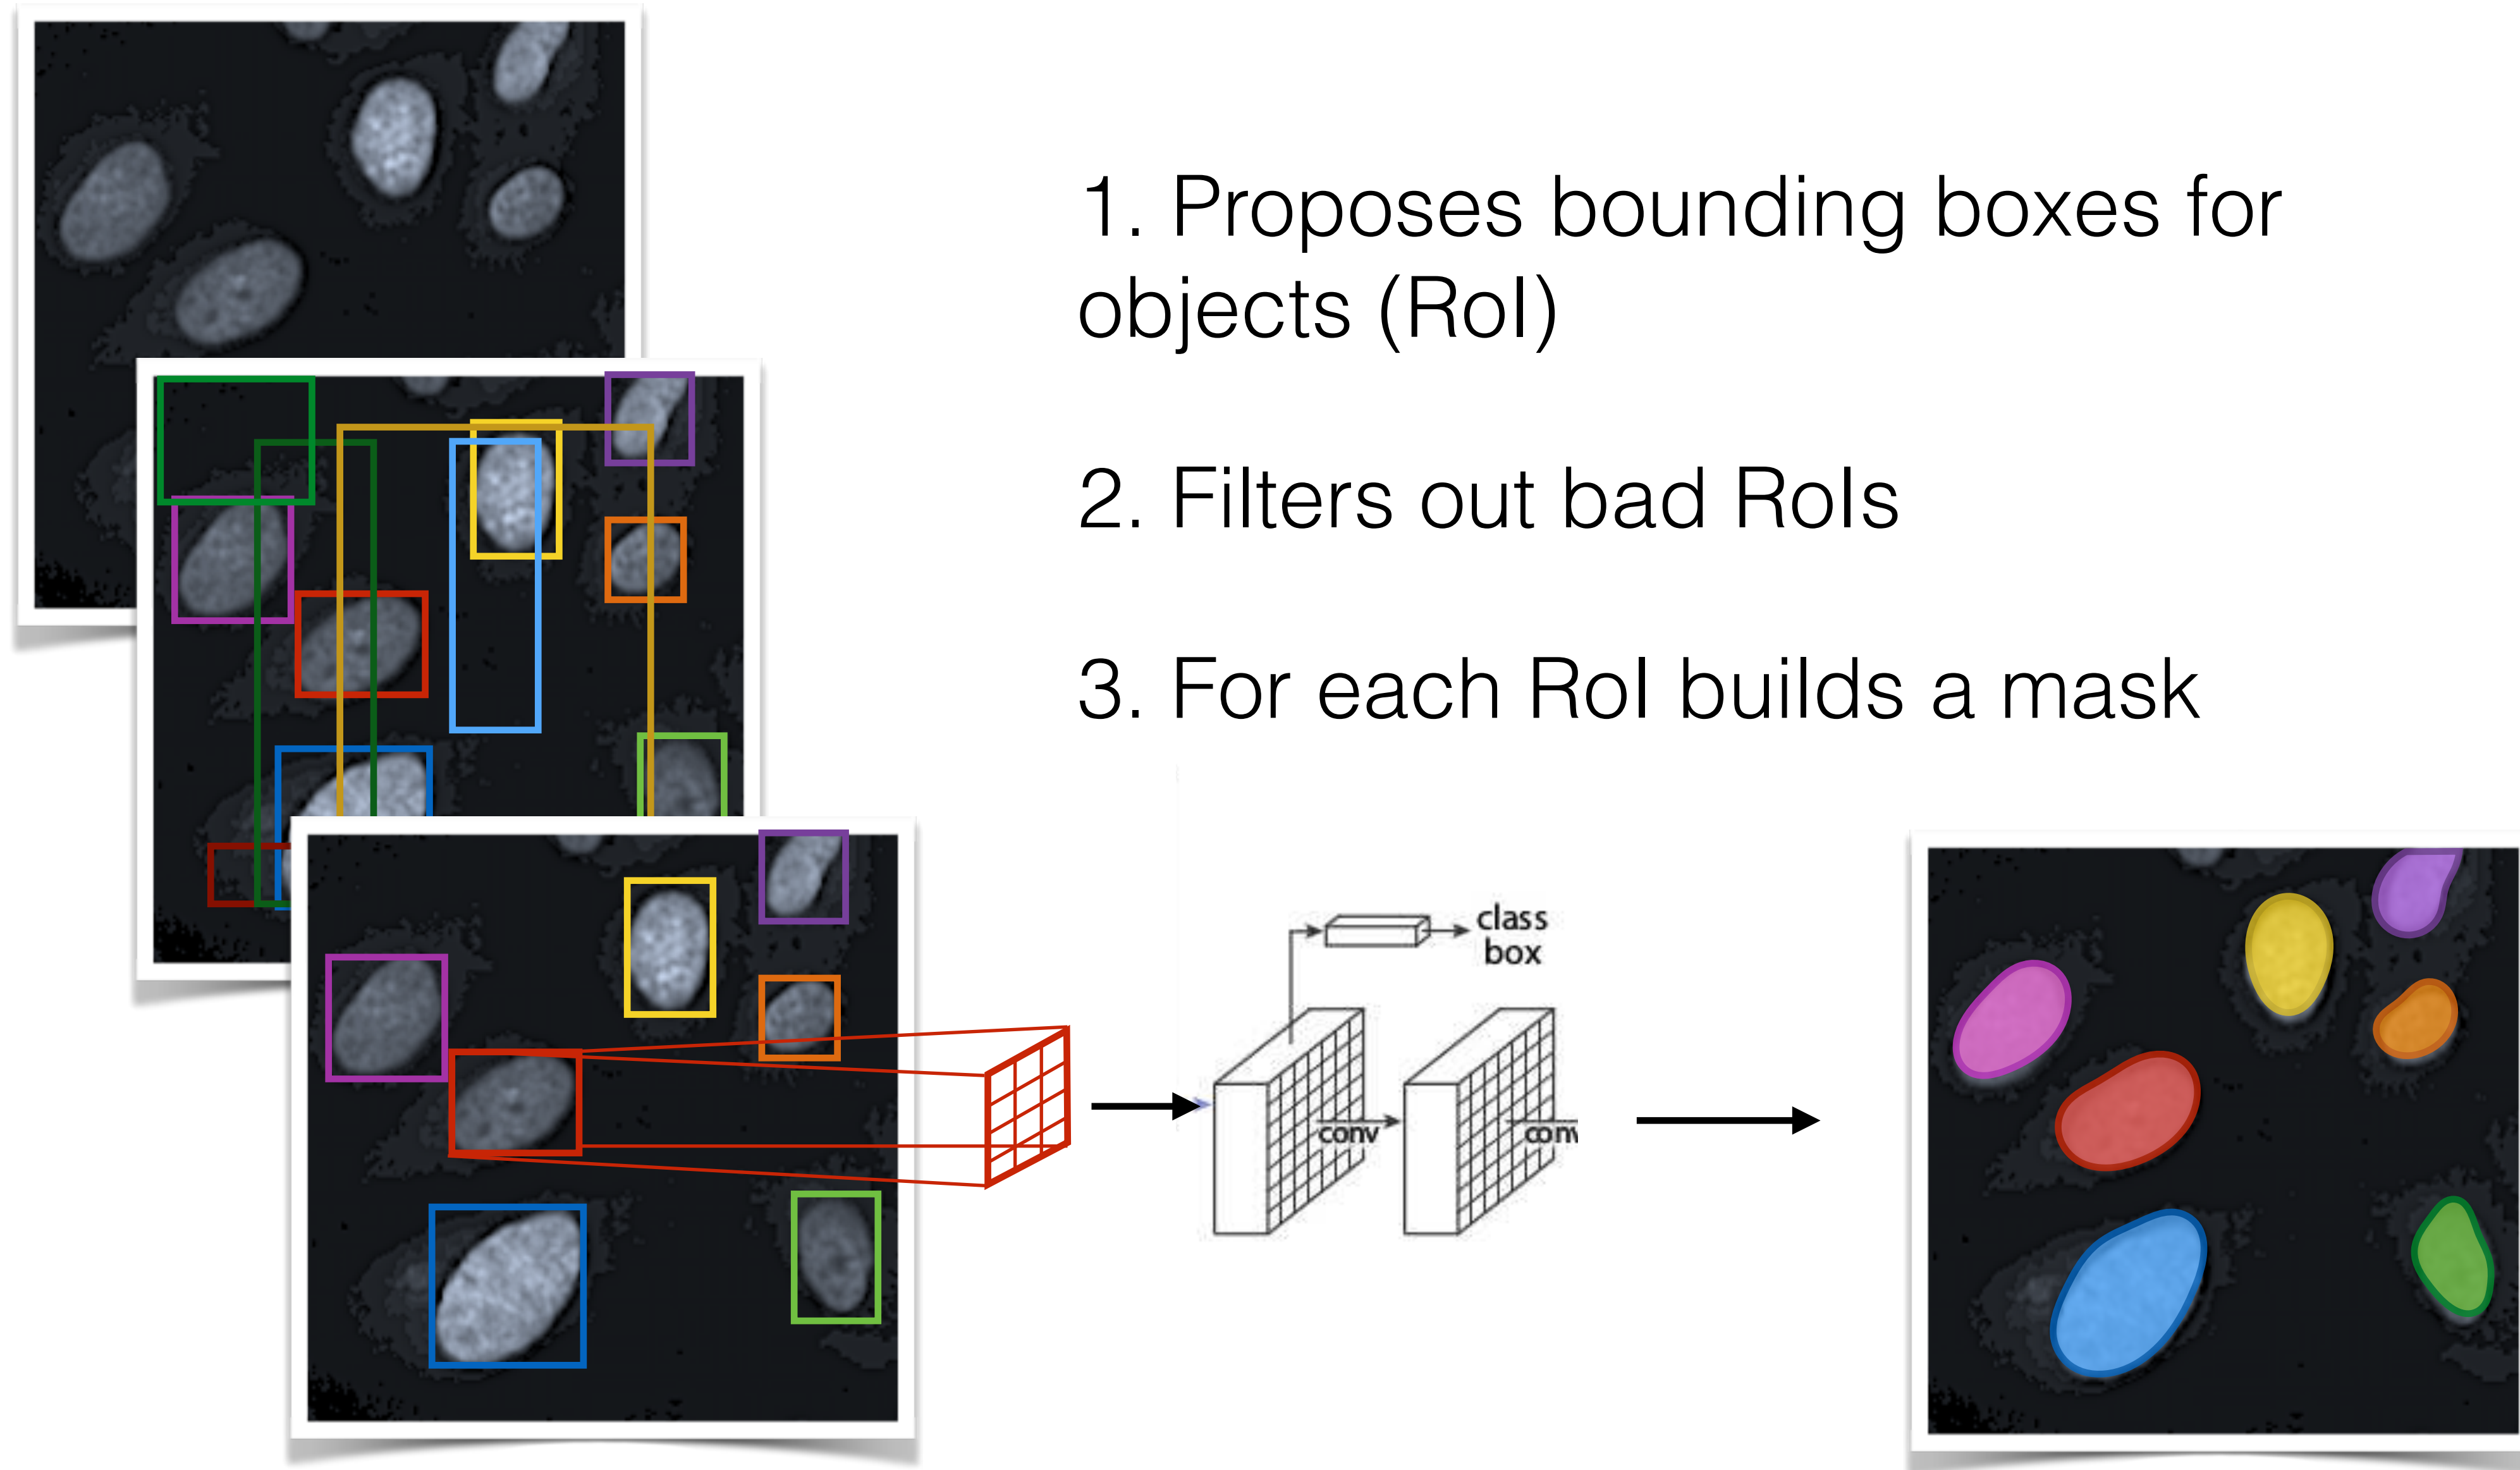 1. Proposes bounding boxes for
objects (RoI)
2. Filters out bad RoIs
3. For each RoI builds a mask
class
box
conv
conv